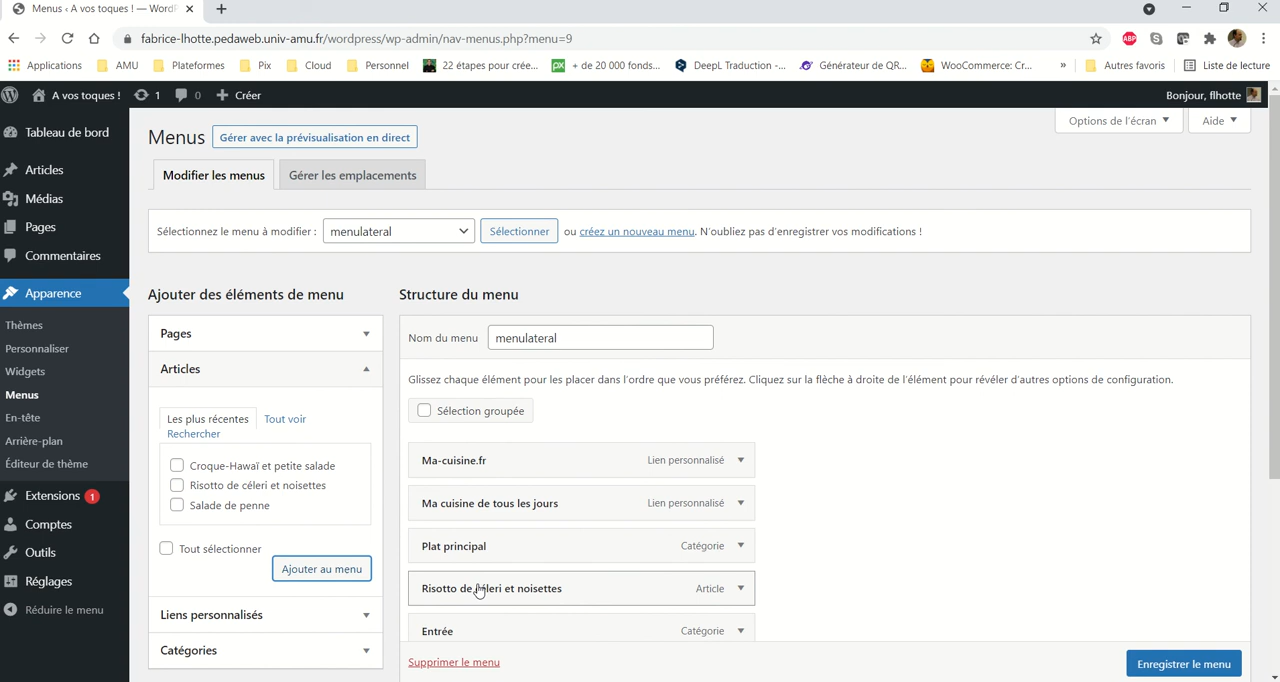 Menus ‹ A vos toques ! — WordP
fabrice-lhotte.pedaweb.univ-amu.fr/wordpress/wp-admin/nav-menus.php?menu=9
ABP
Applications AMU Plateformes Pix Cloud Personnel 22 étapes pour crée... px + de 20 000 fonds... DeepL Traduction -... Générateur de QR... WooCommerce: Cr... » Autres favoris Liste de lecture
A vos toques ! 1 0 Créer Bonjour, flhotte
Tableau de bord
Articles
Médias
Pages
Commentaires
Apparence
Thèmes
Personnaliser
Widgets
Menus
En-tête
Arrière-plan
Éditeur de thème
Extensions 1
Comptes
Outils
Réglages
Réduire le menu
Options de l'écran Aide
Menus Gérer avec la prévisualisation en direct
Modifier les menus Gérer les emplacements
Sélectionnez le menu à modifier : menulateral Sélectionner ou créez un nouveau menu. N'oubliez pas d'enregistrer vos modifications !
Ajouter des éléments de menu
Pages
Articles
Les plus récentes Tout voir
Rechercher
Croque-Hawaï et petite salade
Risotto de céleri et noisettes
Salade de penne
Tout sélectionner
Ajouter au menu
Liens personnalisés
Catégories
Structure du menu
Nom du menu menulateral
Glissez chaque élément pour les placer dans l'ordre que vous préférez. Cliquez sur la flèche à droite de l'élément pour révéler d'autres options de configuration.
Sélection groupée
Ma-cuisine.fr Lien personnalisé
Ma cuisine de tous les jours Lien personnalisé
Plat principal Catégorie
Risotto de céleri et noisettes Article
Entrée Catégorie
Supprimer le menu Enregistrer le menu